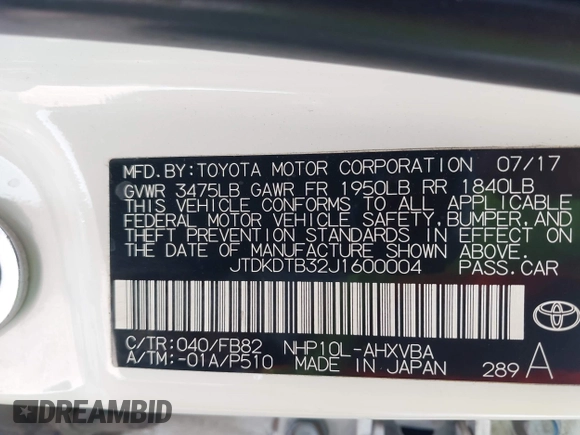 MFD.BY:TOYOTA MOTOR CORPORATION 07/17
GVWR 3475LB GAWR FR 1950LB RR 1840LB
THIS VEHICLE CONFORMS TO ALL APPLICABLE
FEDERAL MOTOR VEHICLE SAFETY,BUMPER,AND
THEFT PREVENTION STANDARDS IN EFFECT ON
THE DATE OF MANUFACTURE SHOWN ABOVE.
JTDKDTB32J1600004 PASS.CAR
C/TR:040/FB82 NHP10L-AHXVBA
A/TM:-01A/P510 MADE IN JAPAN 289 A
DREAMBID